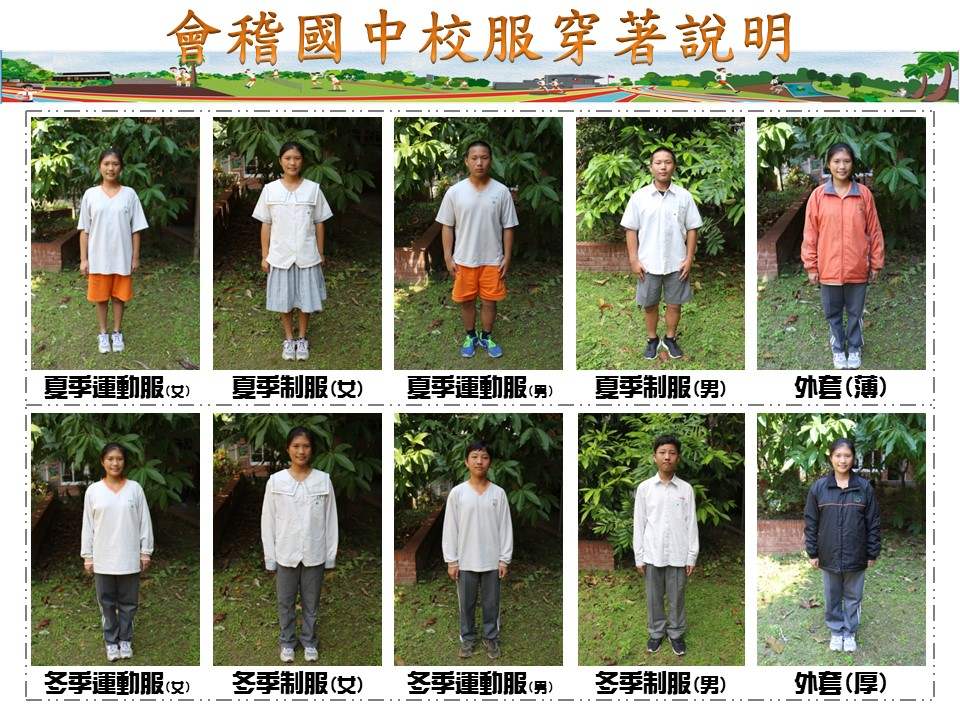 會稽國中校服穿著說明
夏季運動服(女)
夏季制服(女)
夏季運動服(男)
夏季制服(男)
外套(薄)
冬季運動服(女)
冬季制服(女)
冬季運動服(男)
冬季制服(男)
外套(厚)